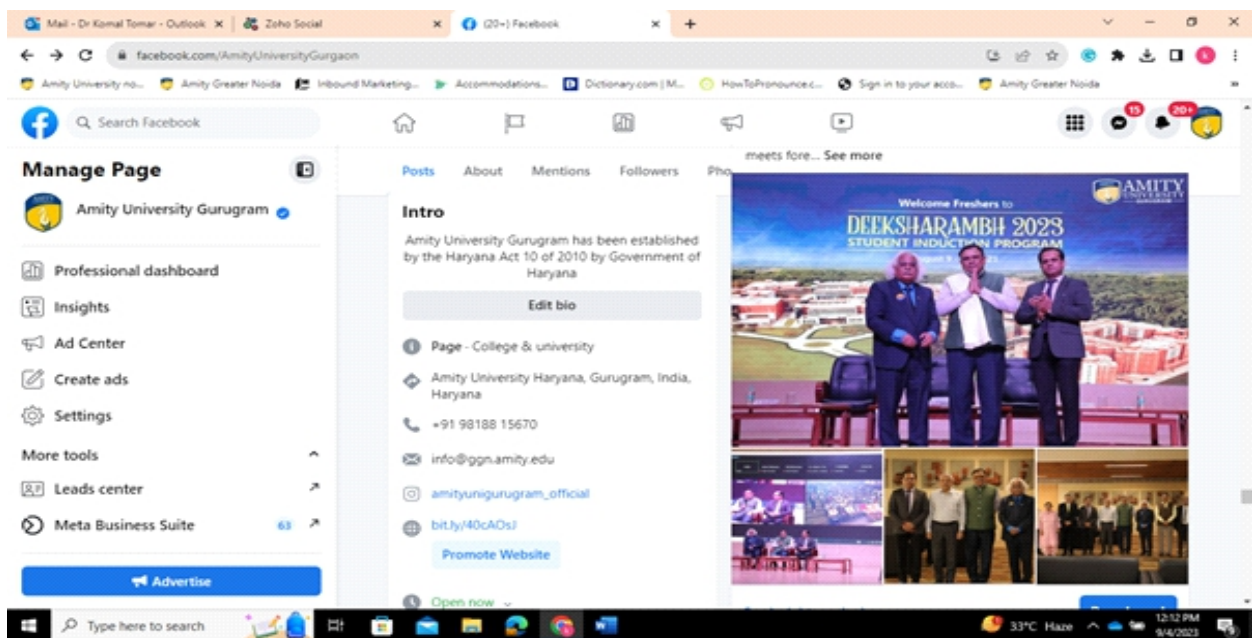 Mail - Dr Komal Tomar - Outlook
Zoho Social
(20+) Facebook
facebook.com/AmityUniversityGurgaon
Amity University no...
Amity Greater Noida
Inbound Marketing...
Accommodations...
Dictionary.com | M...
HowToPronounce.c...
Sign in to your acco...
Amity Greater Noida
Search Facebook
15
20+
Manage Page
Amity University Gurugram
Professional dashboard
Insights
Ad Center
Create ads
Settings
More tools
Leads center
Meta Business Suite
63
Advertise
Posts
About
Mentions
Followers
Pho
Intro
Amity University Gurugram has been established
by the Haryana Act 10 of 2010 by Government of
Haryana
Edit bio
Page - College & university
Amity University Haryana, Gurugram, India,
Haryana
+91 98188 15670
info@ggn.amity.edu
amityunigurugram_official
bit.ly/40cAOsJ
Promote Website
Open now
meets fore... See more
AMITY
UNIVERSITY
Welcome Freshers to
DEEKSHARAMBH 2023
STUDENT INDUCTION PROGRAM
Type here to search
33°C Haze
12:12 PM
9/4/2023